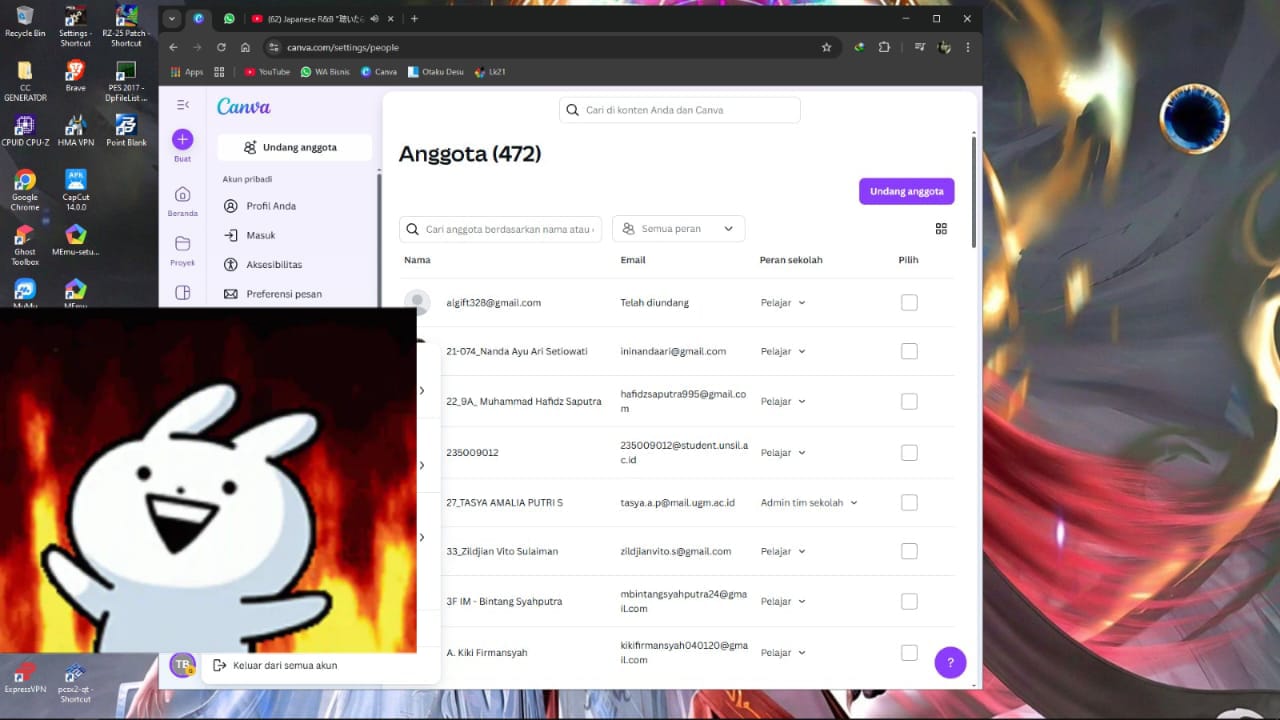 Recycle Bin
Settings - Shortcut
RZ-25 Patch - Shortcut
CC GENERATOR
Brave
PES 2017 - DpFileList ...
CPUID CPU-Z
HMA VPN
Point Blank
Google Chrome
CapCut 14.0.0
Ghost Toolbox
MEmu-setu...
MuMu
MEmu
ExpressVPN
pcsx2-qt - Shortcut
(62) Japanese R&B "聴いたら
canva.com/settings/people
Apps
YouTube
WA Bisnis
Canva
Otaku Desu
Lk21
Canva
Buat
Beranda
Proyek
Undang anggota
Akun pribadi
Profil Anda
Masuk
Aksesibilitas
Preferensi pesan
TB
Keluar dari semua akun
Cari di konten Anda dan Canva
Anggota (472)
Undang anggota
Cari anggota berdasarkan nama atau
Semua peran
Nama Email Peran sekolah Pilih
algift328@gmail.com Telah diundang Pelajar
21-074_Nanda Ayu Ari Setiowati ininandaari@gmail.com Pelajar
22_9A_ Muhammad Hafidz Saputra hafidzsaputra995@gmail.co
m Pelajar
235009012 235009012@student.unsil.a
c.id Pelajar
27_TASYA AMALIA PUTRI S tasya.a.p@mail.ugm.ac.id Admin tim sekolah
33_Zildjian Vito Sulaiman zildjianvito.s@gmail.com Pelajar
3F IM - Bintang Syahputra mbintangsyahputra24@gma
il.com Pelajar
A. Kiki Firmansyah kikifirmansyah040120@gma
il.com Pelajar
?